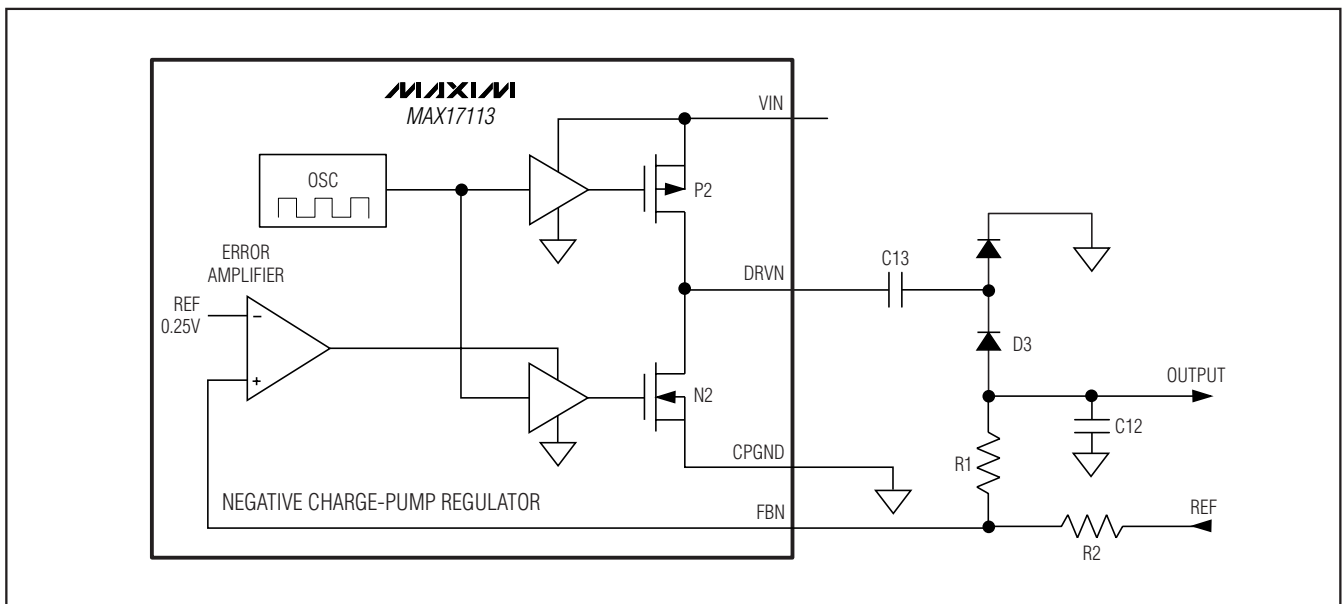 MAXIM
MAX17113
VIN
OSC
P2
ERROR
AMPLIFIER
REF
0.25V
−
+
DRVN
C13
D3
OUTPUT
N2
C12
CPGND
R1
NEGATIVE CHARGE-PUMP REGULATOR
FBN
REF
R2